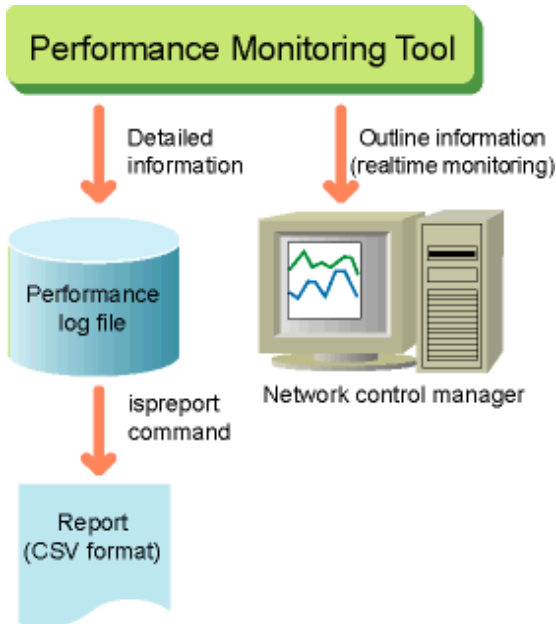 Performance Monitoring Tool
Detailed
information
Outline information
(realtime monitoring)
Performance
log file
Network control manager
ispreport
command
Report
(CSV format)